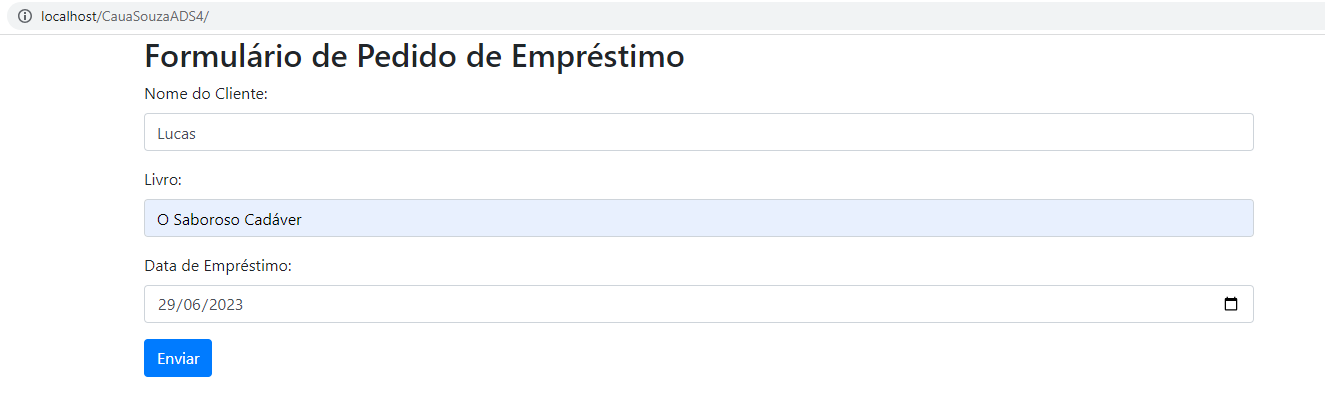 localhost/CauaSouzaADS4/
Formulário de Pedido de Empréstimo
Nome do Cliente:
Lucas
Livro:
O Saboroso Cadáver
Data de Empréstimo:
29/06/2023
Enviar